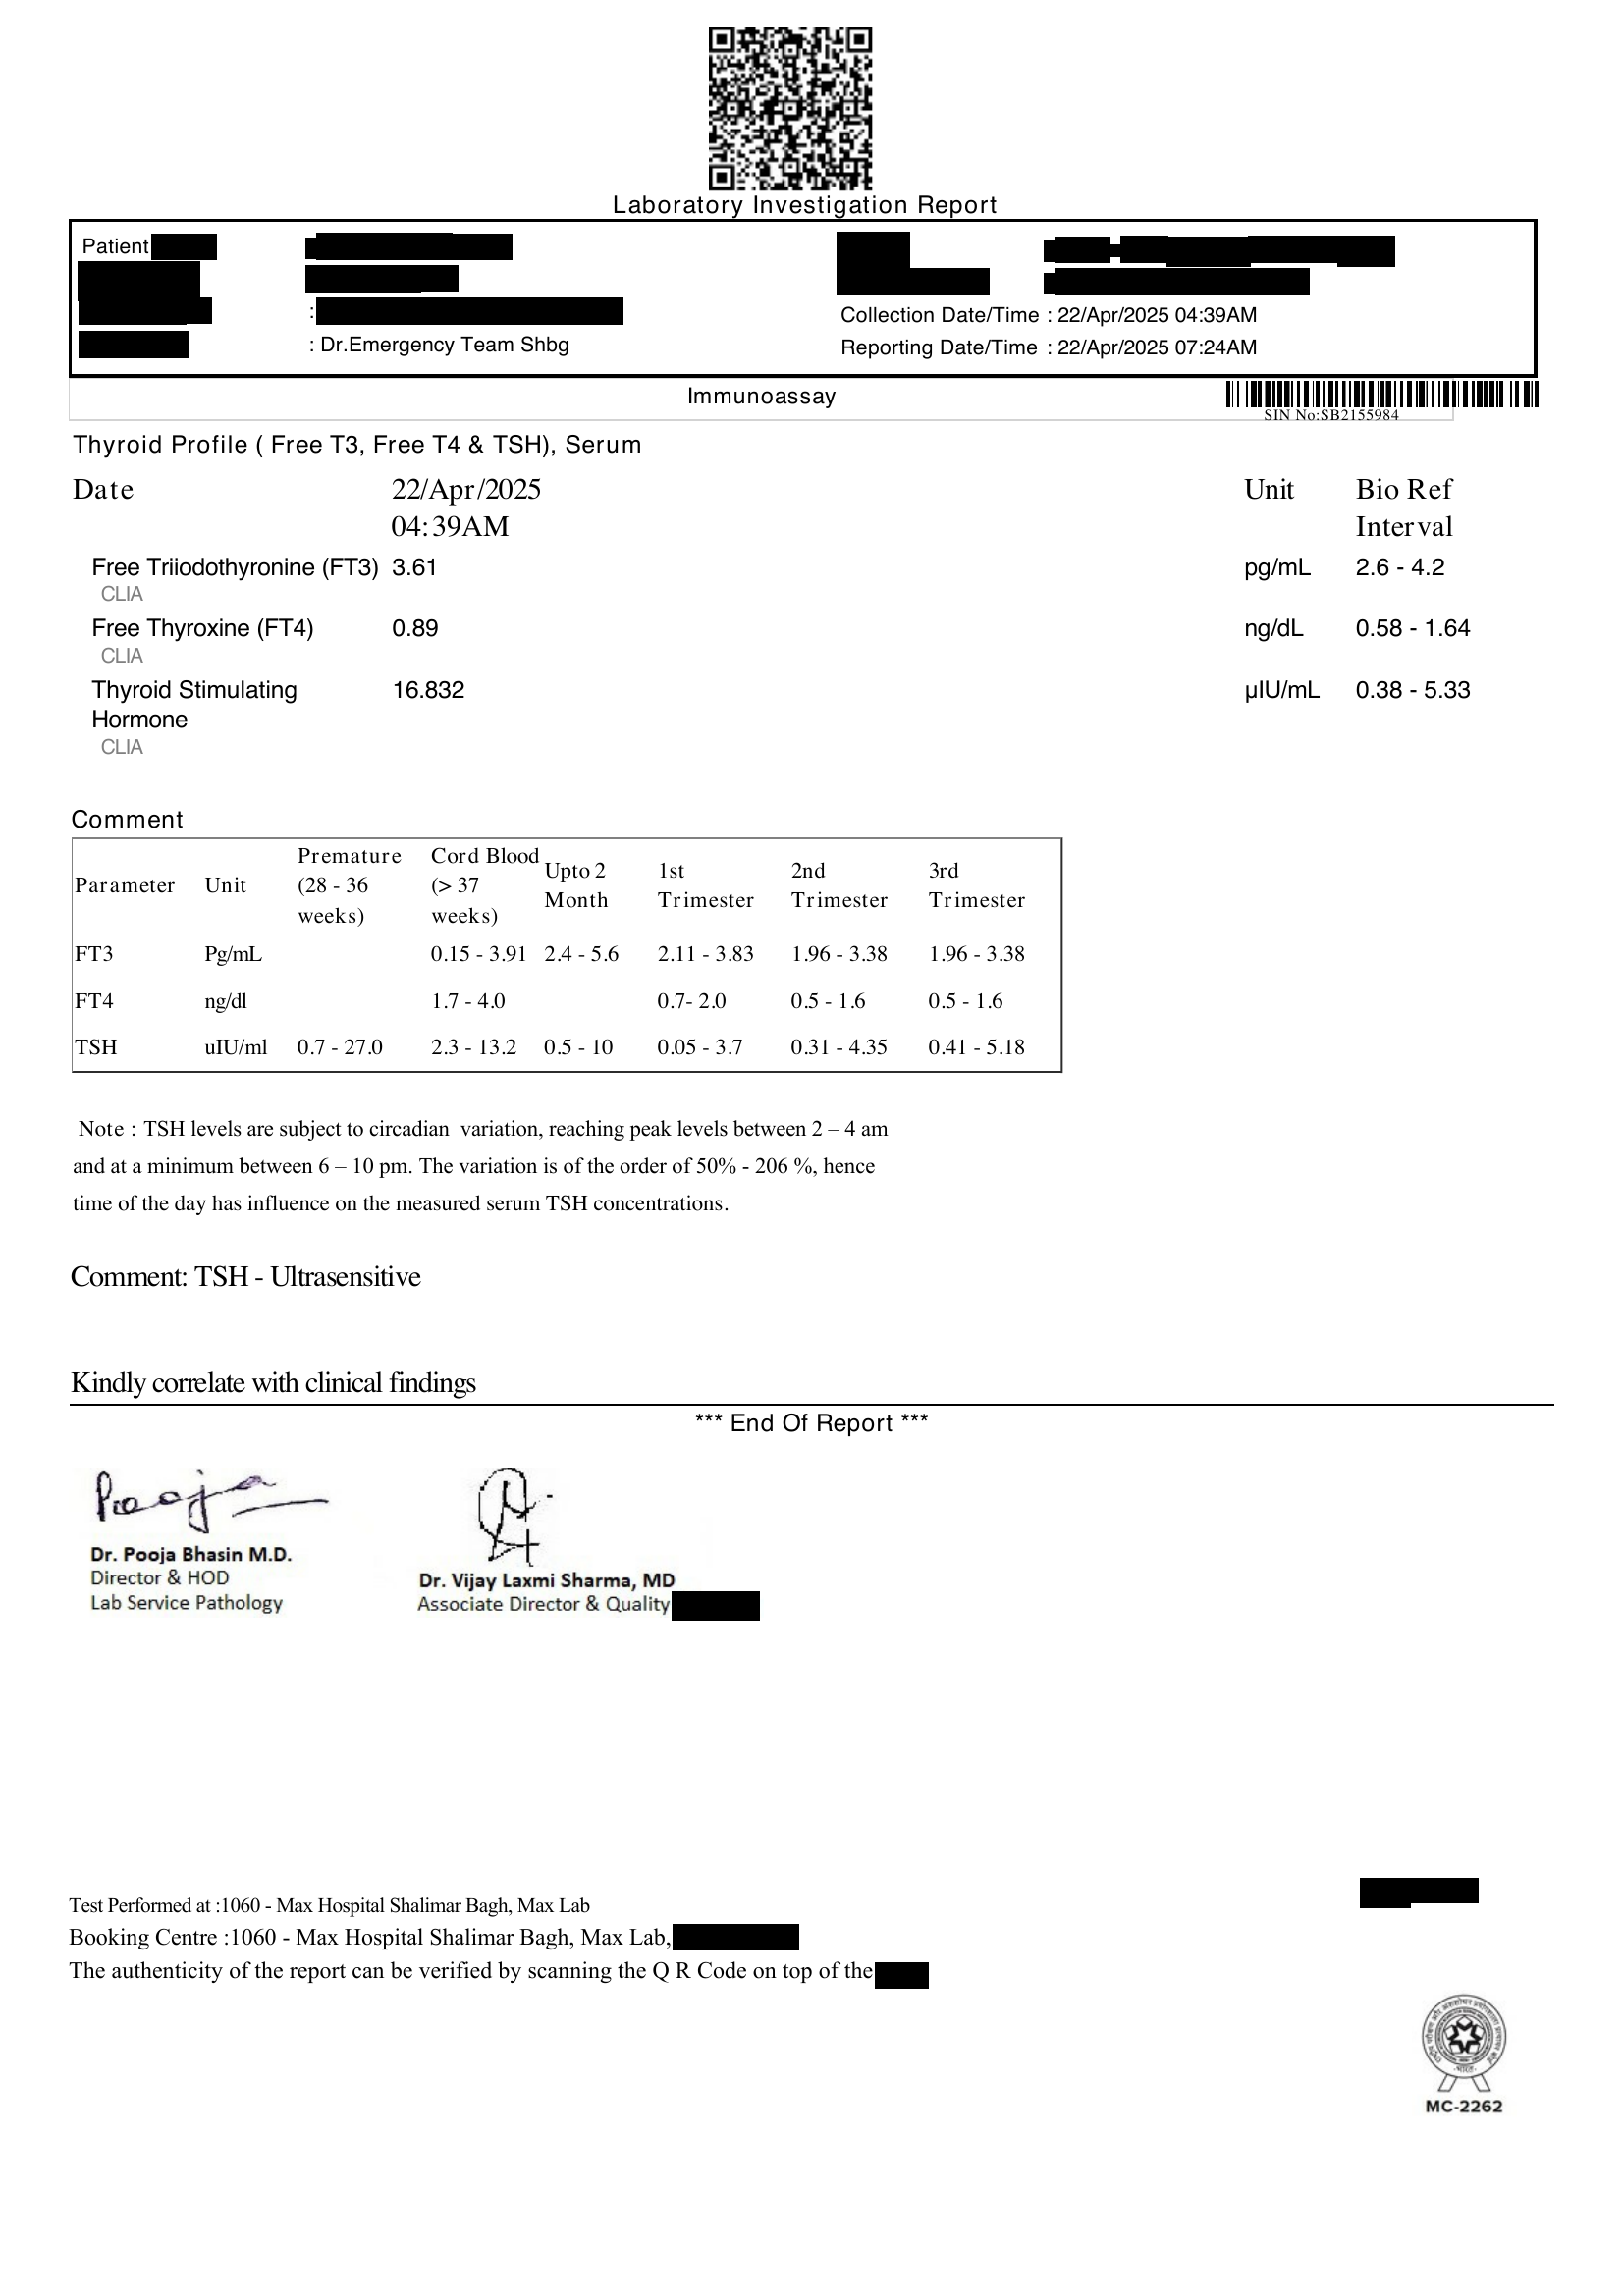 Laboratory Investigation Report
Patient
Collection Date/Time : 22/Apr/2025 04:39AM
: Dr.Emergency Team Shbg
Reporting Date/Time : 22/Apr/2025 07:24AM
Immunoassay
SIN No:SB2155984
Thyroid Profile ( Free T3, Free T4 & TSH), Serum
Date 22/Apr/2025 04:39AM Unit Bio Ref Interval
Free Triiodothyronine (FT3) 3.61 pg/mL 2.6 - 4.2
CLIA
Free Thyroxine (FT4) 0.89 ng/dL 0.58 - 1.64
CLIA
Thyroid Stimulating Hormone 16.832 µIU/mL 0.38 - 5.33
CLIA
Comment
Parameter Unit Premature (28 - 36 weeks) Cord Blood (> 37 weeks) Upto 2 Month 1st Trimester 2nd Trimester 3rd Trimester
FT3 Pg/mL 0.15 - 3.91 2.4 - 5.6 2.11 - 3.83 1.96 - 3.38 1.96 - 3.38
FT4 ng/dl 1.7 - 4.0 0.7- 2.0 0.5 - 1.6 0.5 - 1.6
TSH uIU/ml 0.7 - 27.0 2.3 - 13.2 0.5 - 10 0.05 - 3.7 0.31 - 4.35 0.41 - 5.18
Note : TSH levels are subject to circadian variation, reaching peak levels between 2 – 4 am
and at a minimum between 6 – 10 pm. The variation is of the order of 50% - 206 %, hence
time of the day has influence on the measured serum TSH concentrations.
Comment: TSH - Ultrasensitive
Kindly correlate with clinical findings
*** End Of Report ***
Pooja
Dr. Pooja Bhasin M.D.
Director & HOD
Lab Service Pathology
Dr. Vijay Laxmi Sharma, MD
Associate Director & Quality
Test Performed at :1060 - Max Hospital Shalimar Bagh, Max Lab
Booking Centre :1060 - Max Hospital Shalimar Bagh, Max Lab,
The authenticity of the report can be verified by scanning the Q R Code on top of the
MC-2262